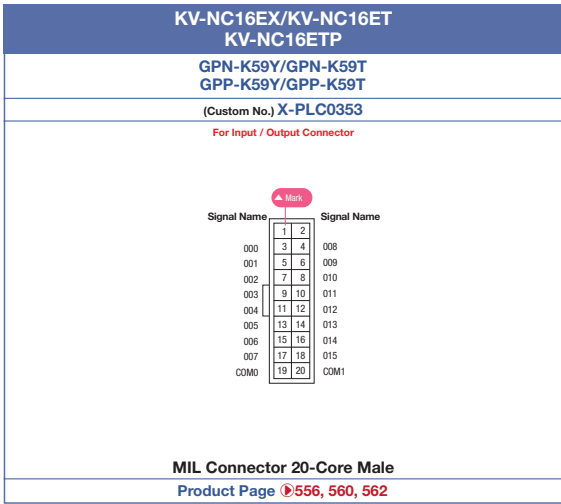 KV-NC16EX/KV-NC16ET
KV-NC16ETP
GPN-K59Y/GPN-K59T
GPP-K59Y/GPP-K59T
(Custom No.) X-PLC0353
For Input / Output Connector
▲ Mark
Signal Name Signal Name
1 2
000 3 4 008
001 5 6 009
002 7 8 010
003 9 10 011
004 11 12 012
005 13 14 013
006 15 16 014
007 17 18 015
COM0 19 20 COM1
MIL Connector 20-Core Male
Product Page 556, 560, 562